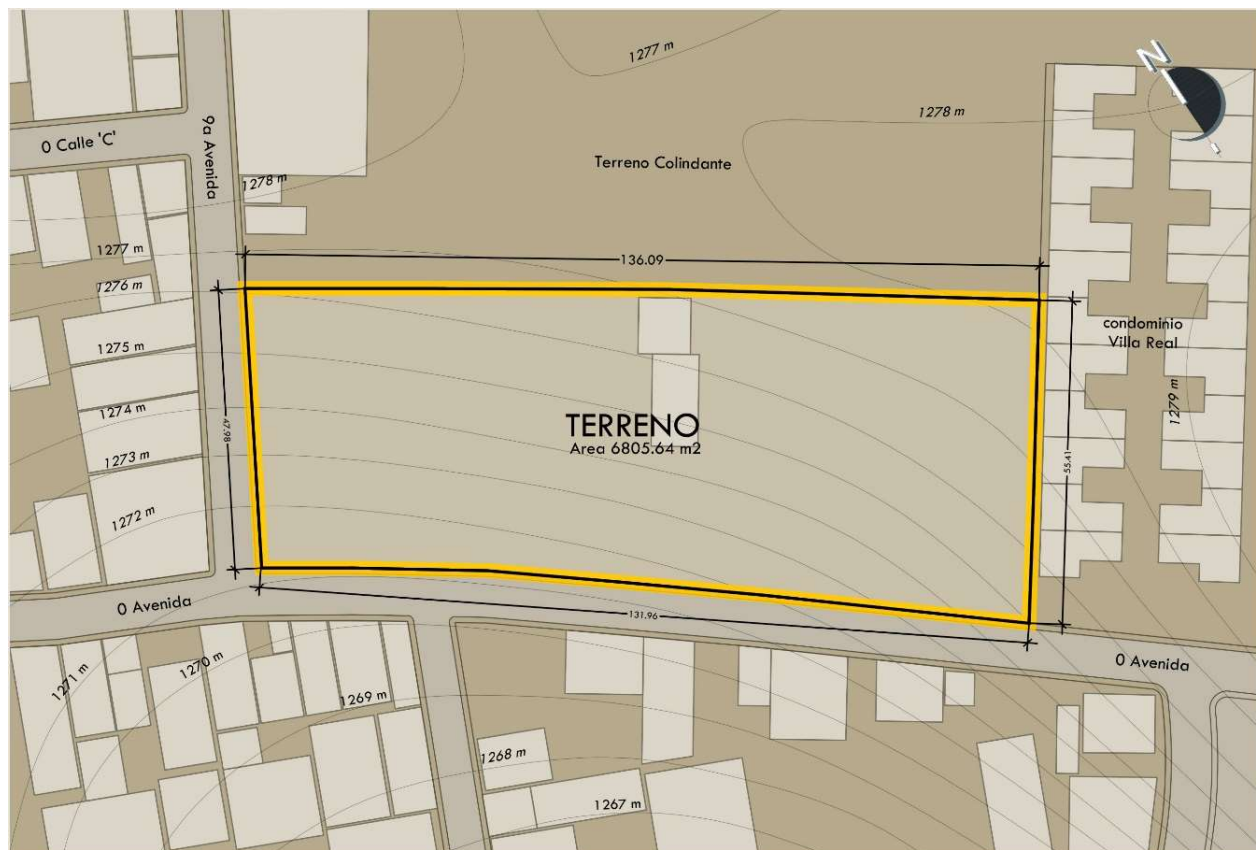 1277 m
N
1278 m
0 Calle 'C'
9a Avenida
Terreno Colindante
1278 m
1277 m
136.09
1276 m
condominio
Villa Real
1275 m
1279 m
1274 m
47.98
TERRENO
Area 6805.64 m2
55.41
1273 m
1272 m
0 Avenida
131.96
0 Avenida
1271 m
1270 m
1269 m
1268 m
1267 m